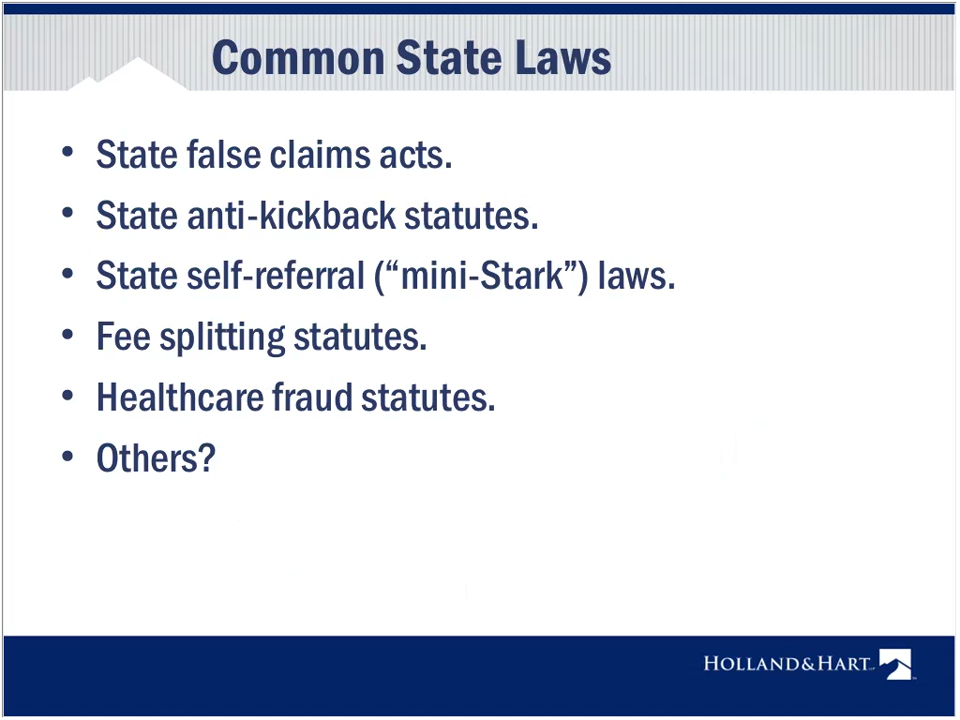 Common State Laws
• State false claims acts.
• State anti-kickback statutes.
• State self-referral (“mini-Stark”) laws.
• Fee splitting statutes.
• Healthcare fraud statutes.
• Others?
HOLLAND&HART